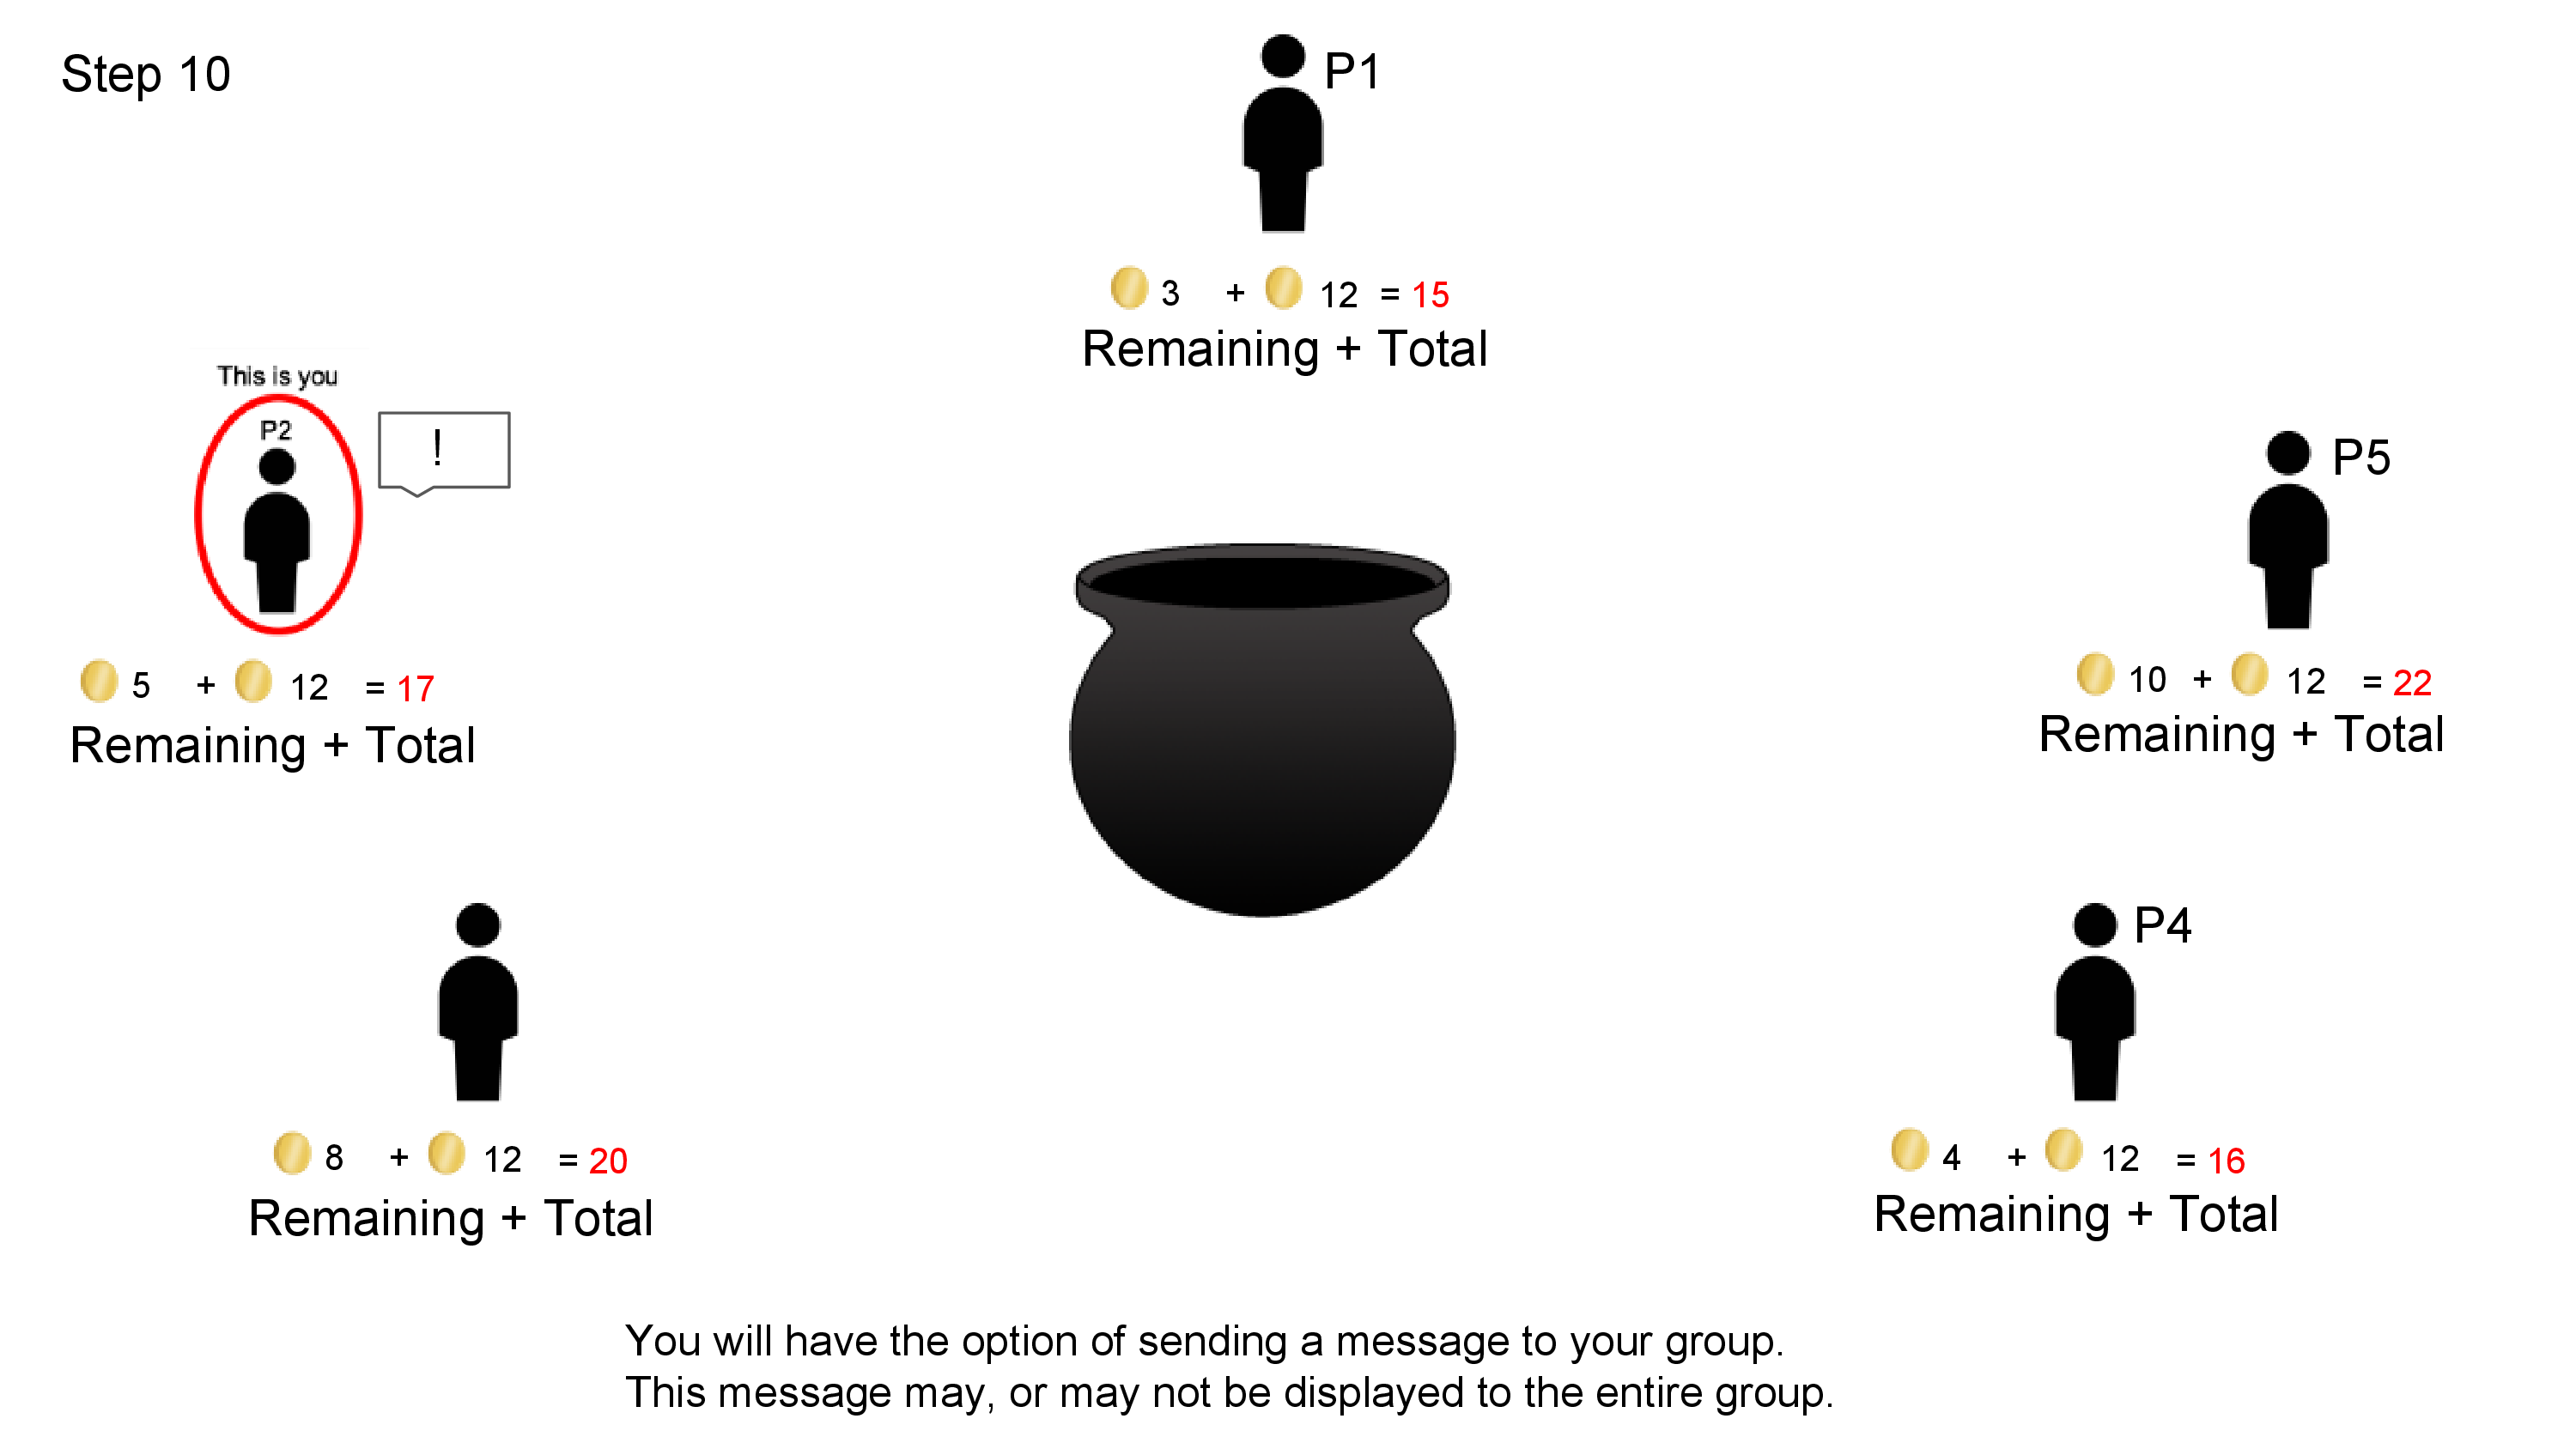 Step 10
P1
3 + 12 = 15
Remaining + Total
This is you
P2
!
5 + 12 = 17
Remaining + Total
P5
10 + 12 = 22
Remaining + Total
8 + 12 = 20
Remaining + Total
P4
4 + 12 = 16
Remaining + Total
You will have the option of sending a message to your group.
This message may, or may not be displayed to the entire group.